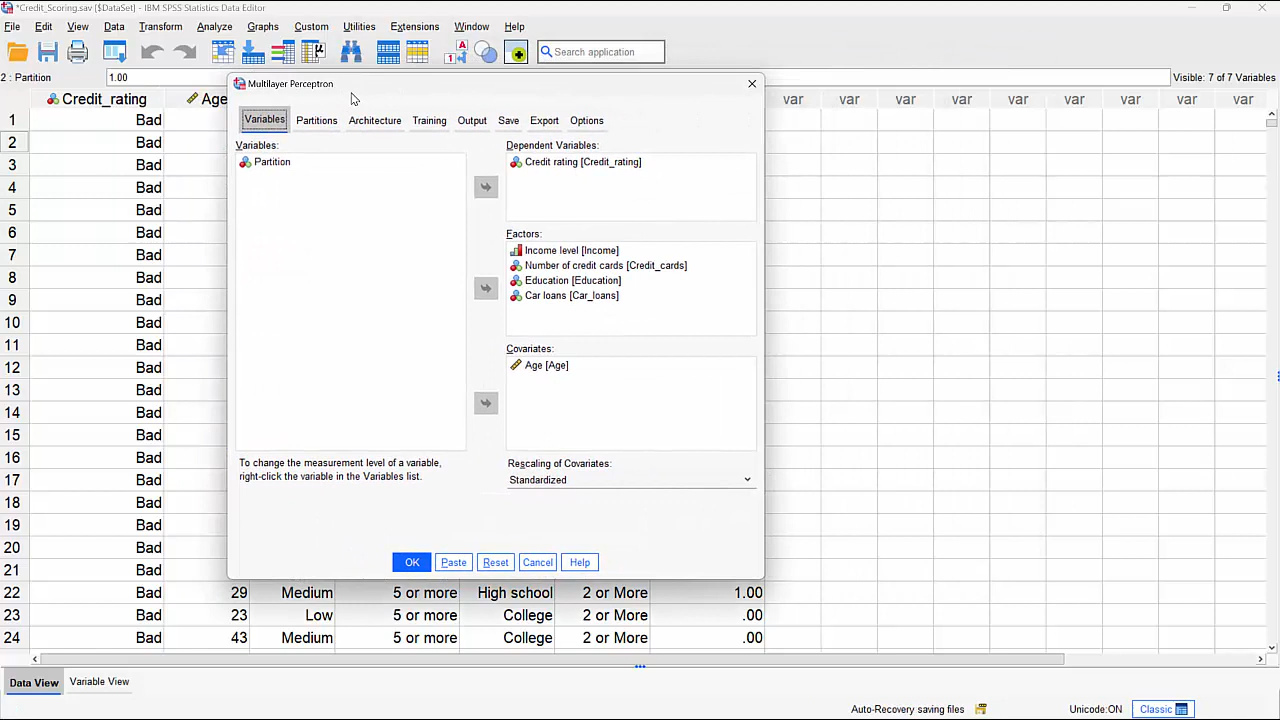 *Credit_Scoring.sav [$DataSet] - IBM SPSS Statistics Data Editor
File Edit View Data Transform Analyze Graphs Custom Utilities Extensions Window Help
Search application
2 : Partition 1.00 Visible: 7 of 7 Variables
Credit_rating Age var var var var var var var
Multilayer Perceptron
Variables Partitions Architecture Training Output Save Export Options
Variables:
Partition
Dependent Variables:
Credit rating [Credit_rating]
Factors:
Income level [Income]
Number of credit cards [Credit_cards]
Education [Education]
Car loans [Car_loans]
Covariates:
Age [Age]
To change the measurement level of a variable,
right-click the variable in the Variables list.
Rescaling of Covariates:
Standardized
OK Paste Reset Cancel Help
1 Bad
2 Bad
3 Bad
4 Bad
5 Bad
6 Bad
7 Bad
8 Bad
9 Bad
10 Bad
11 Bad
12 Bad
13 Bad
14 Bad
15 Bad
16 Bad
17 Bad
18 Bad
19 Bad
20 Bad
21 Bad
22 Bad 29 Medium 5 or more High school 2 or More 1.00
23 Bad 23 Low 5 or more College 2 or More .00
24 Bad 43 Medium 5 or more College 2 or More .00
Data View Variable View
Auto-Recovery saving files Unicode:ON Classic